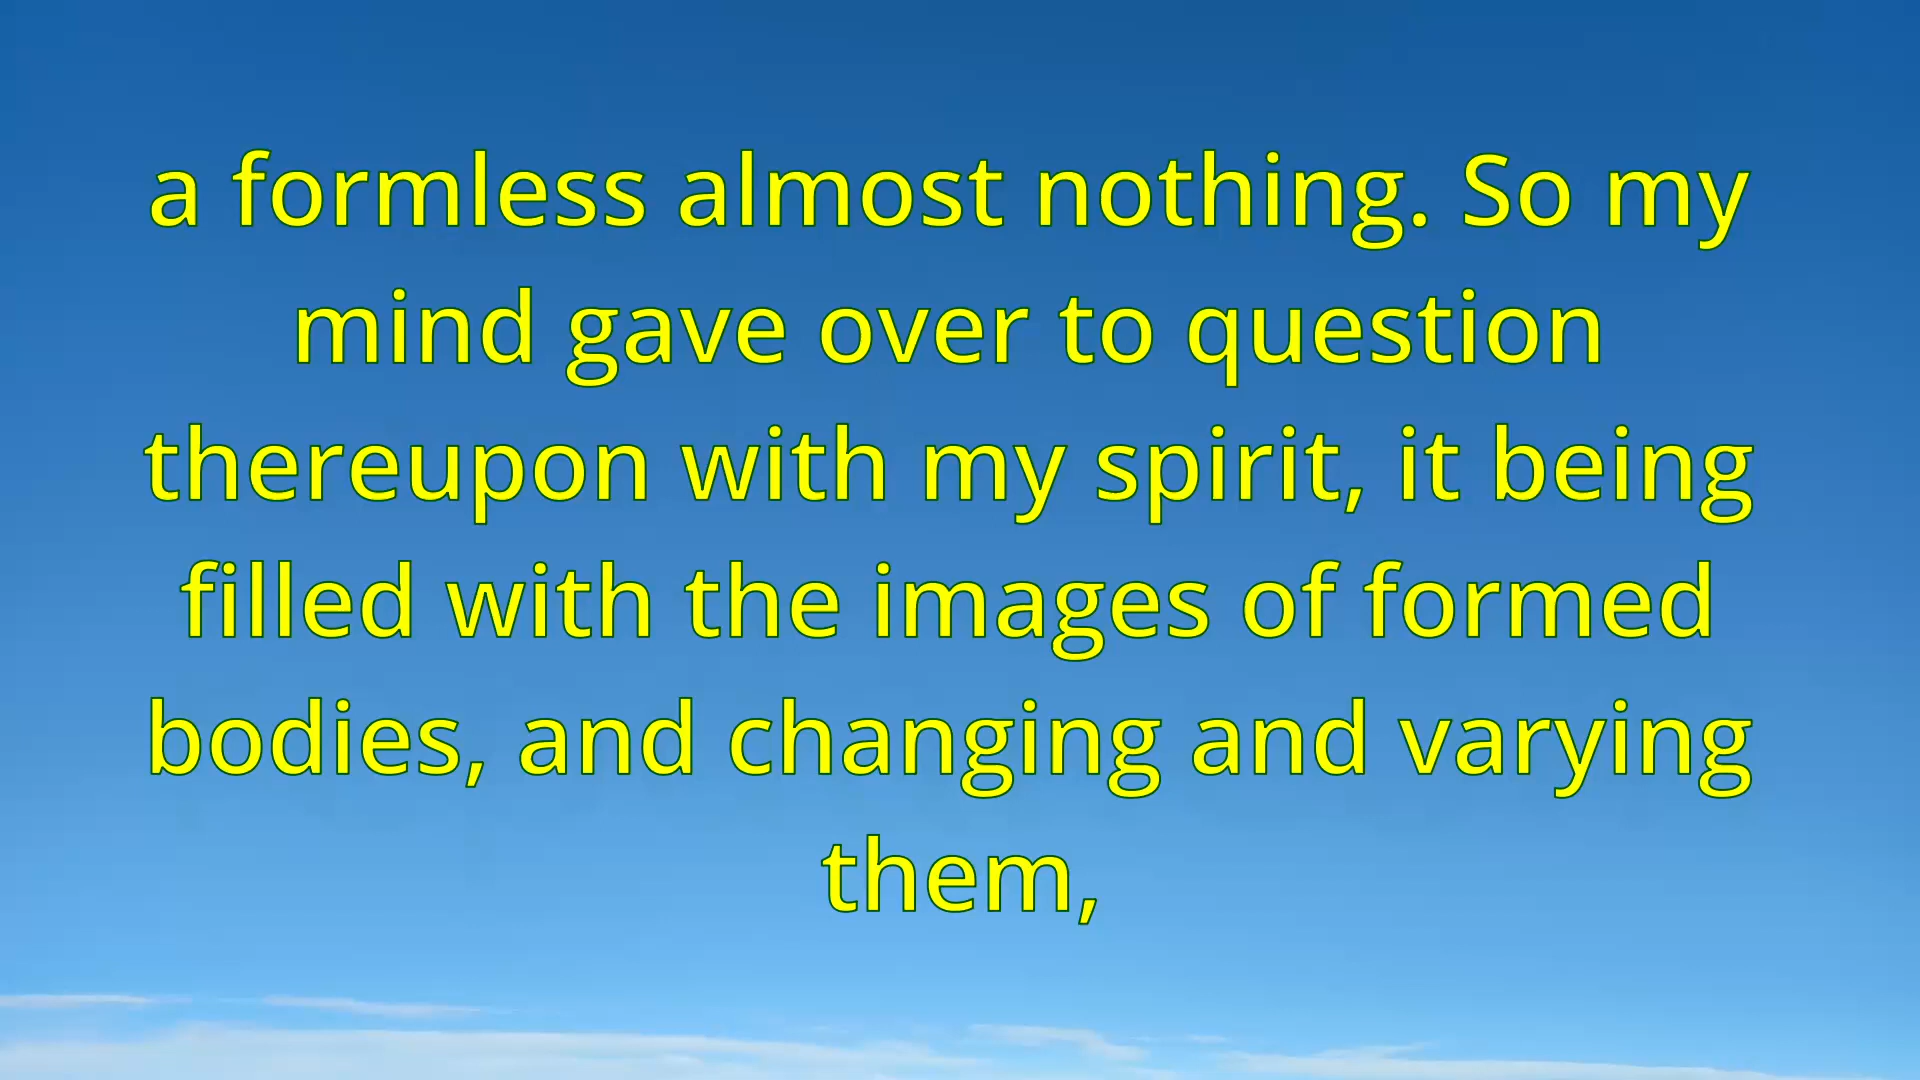 a formless almost nothing. So my
mind gave over to question
thereupon with my spirit, it being
filled with the images of formed
bodies, and changing and varying
them,